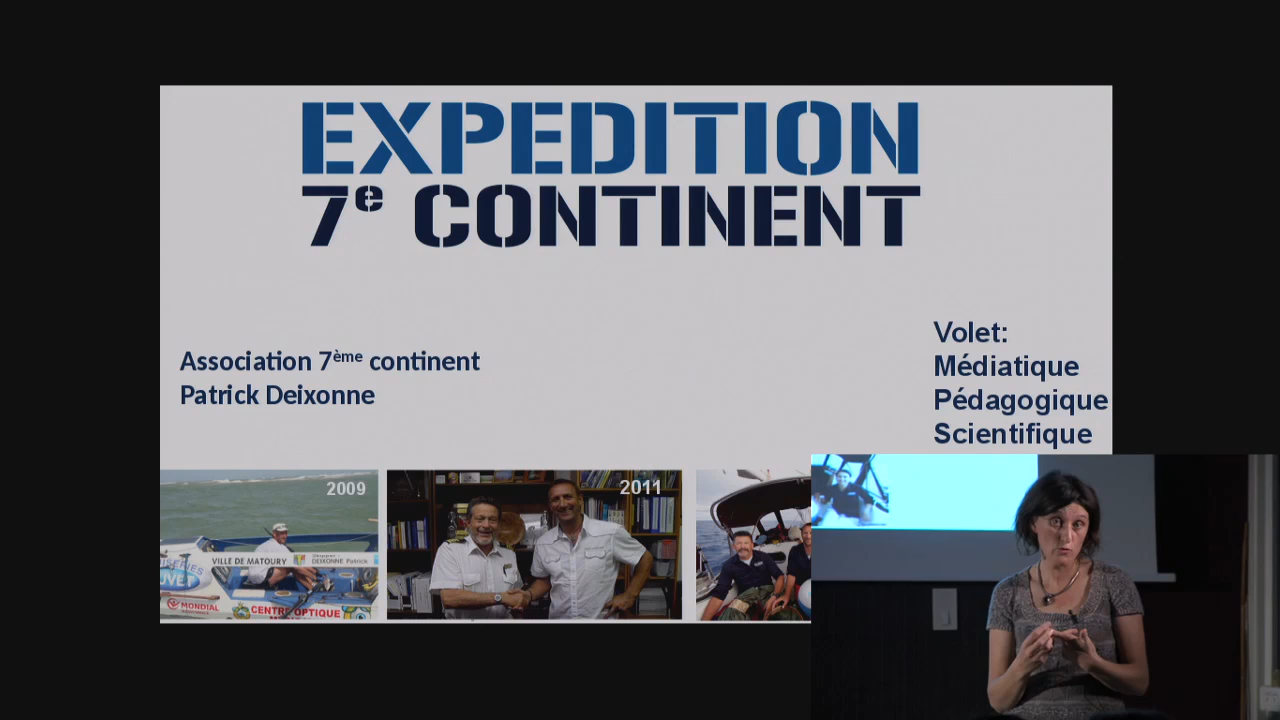 EXPEDITION
7e CONTINENT
Volet:
Médiatique
Pédagogique
Scientifique
Association 7ème continent
Patrick Deixonne
2009
2011
VILLE DE MATOURY
DEIXONNE Patrick
MONDIAL
CENTRE OPTIQUE